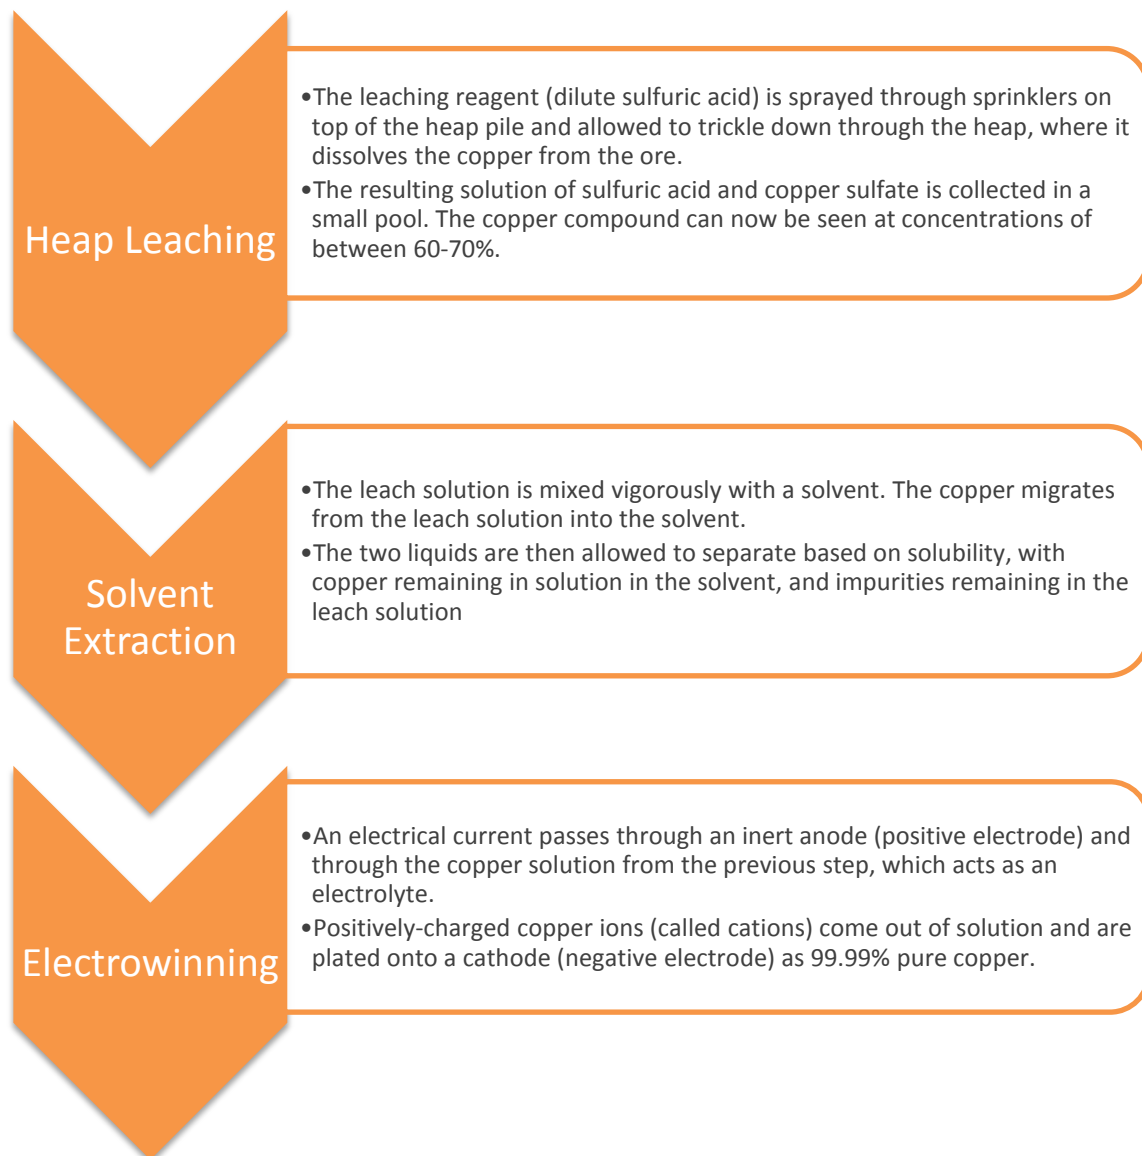 Heap Leaching
•The leaching reagent (dilute sulfuric acid) is sprayed through sprinklers on
top of the heap pile and allowed to trickle down through the heap, where it
dissolves the copper from the ore.
•The resulting solution of sulfuric acid and copper sulfate is collected in a
small pool. The copper compound can now be seen at concentrations of
between 60-70%.
Solvent
Extraction
•The leach solution is mixed vigorously with a solvent. The copper migrates
from the leach solution into the solvent.
•The two liquids are then allowed to separate based on solubility, with
copper remaining in solution in the solvent, and impurities remaining in the
leach solution
Electrowinning
•An electrical current passes through an inert anode (positive electrode) and
through the copper solution from the previous step, which acts as an
electrolyte.
•Positively-charged copper ions (called cations) come out of solution and are
plated onto a cathode (negative electrode) as 99.99% pure copper.